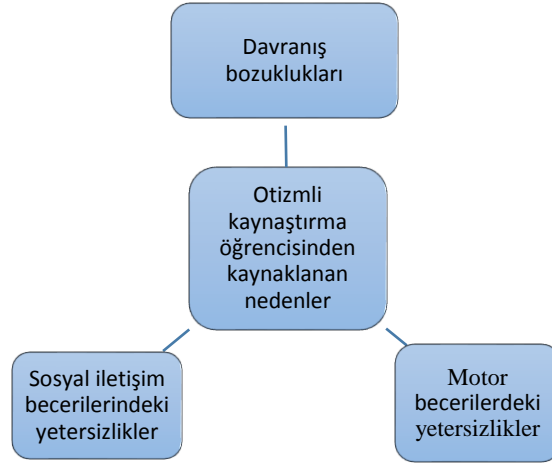 Davranış
bozuklukları
Otizmli
kaynaştırma
öğrencisinden
kaynaklanan
nedenler
Sosyal iletişim
becerilerindeki
yetersizlikler
Motor
becerilerdeki
yetersizlikler